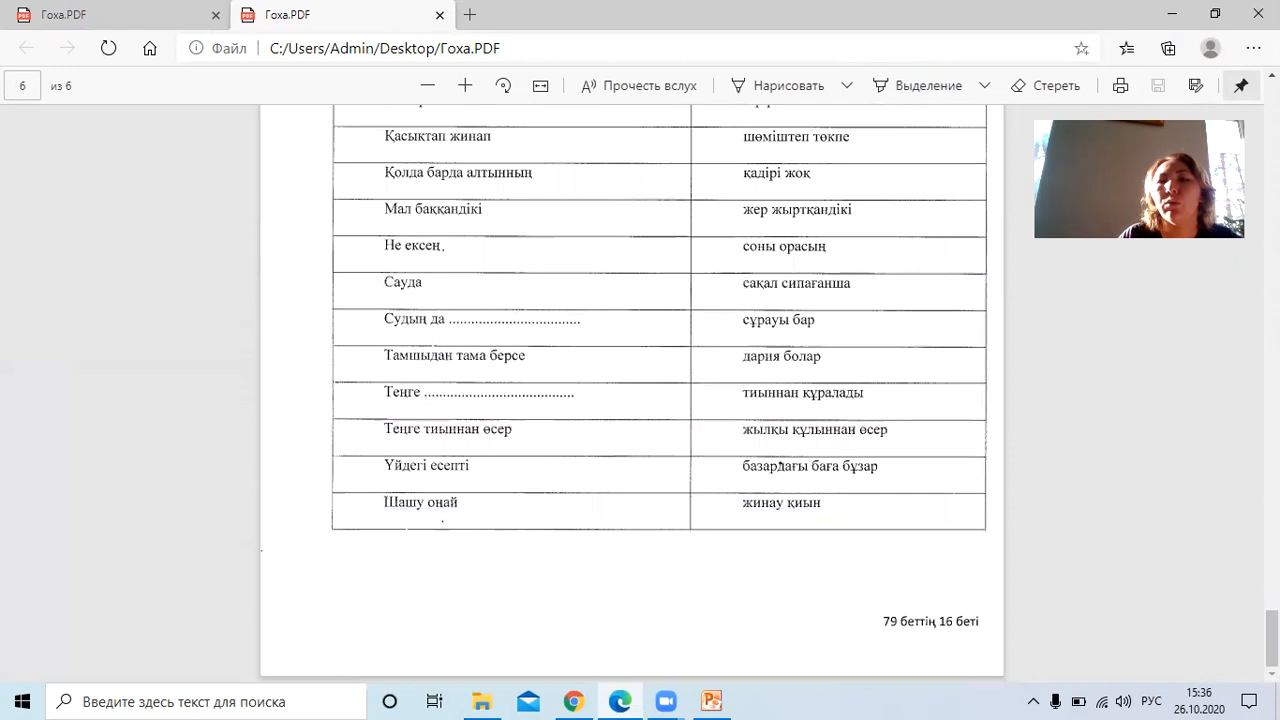 Гоха.PDF
Гоха.PDF
Файл C:/Users/Admin/Desktop/Гоха.PDF
6 из 6 Прочесть вслух Нарисовать Выделение Стереть
Қасықтап жинап шөміштеп төкпе
Қолда барда алтынның қадірі жоқ
Мал баққандікі жер жыртқандікі
Не ексең. соны орасың
Сауда сақал сипағанша
Судың да .................................. сұрауы бар
Тамшыдан тама берсе дария болар
Теңге ....................................... тиыннан құралады
Теңге тиыннан өсер жылқы құлыннан өсер
Үйдегі есепті базардағы баға бұзар
Шашу оңай жинау қиын
79 беттің 16 беті
Введите здесь текст для поиска
РУС
15:36
26.10.2020